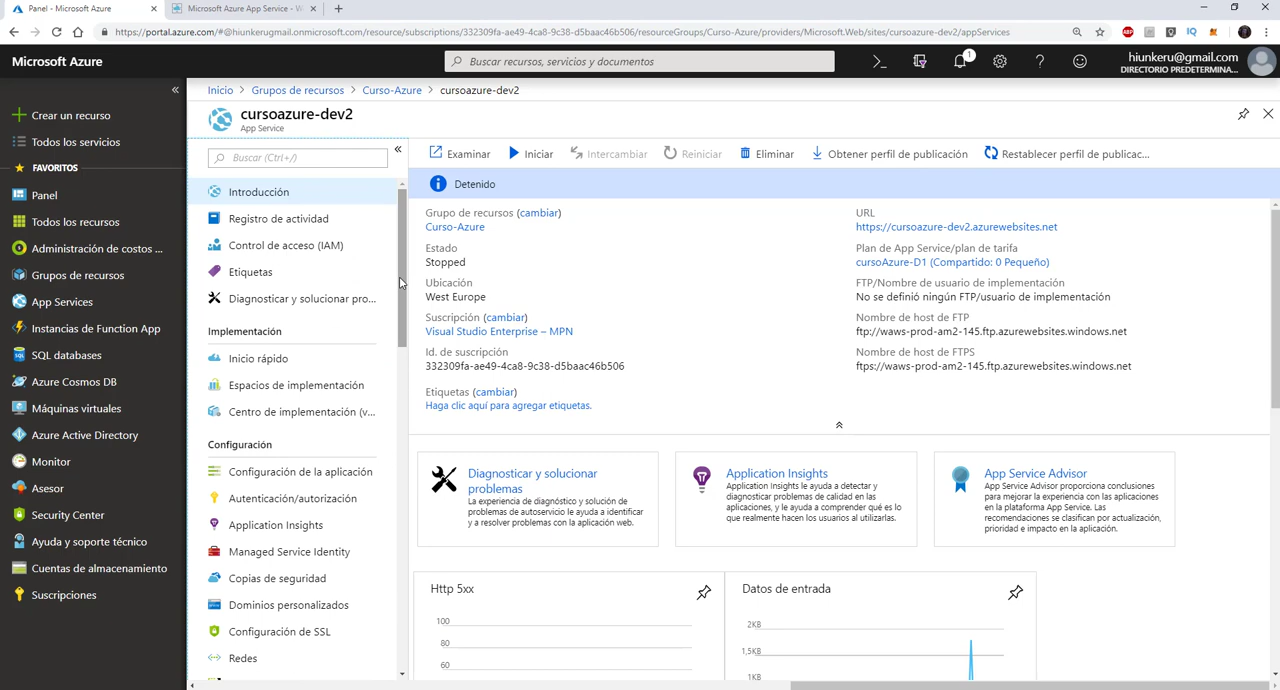 Panel - Microsoft Azure
Microsoft Azure App Service - W
https://portal.azure.com/#@hiunkerugmail.onmicrosoft.com/resource/subscriptions/332309fa-ae49-4ca8-9c38-d5baac46b506/resourceGroups/Curso-Azure/providers/Microsoft.Web/sites/cursoazure-dev2/appServices
ABP
IQ
Microsoft Azure
Buscar recursos, servicios y documentos
1
hiunkeru@gmail.com
DIRECTORIO PREDETERMINA...
Crear un recurso
Todos los servicios
FAVORITOS
Panel
Todos los recursos
Administración de costos ...
Grupos de recursos
App Services
Instancias de Function App
SQL databases
Azure Cosmos DB
Máquinas virtuales
Azure Active Directory
Monitor
Asesor
Security Center
Ayuda y soporte técnico
Cuentas de almacenamiento
Suscripciones
Inicio > Grupos de recursos > Curso-Azure > cursoazure-dev2
cursoazure-dev2
App Service
Buscar (Ctrl+/)
Introducción
Registro de actividad
Control de acceso (IAM)
Etiquetas
Diagnosticar y solucionar pro...
Implementación
Inicio rápido
Espacios de implementación
Centro de implementación (v...
Configuración
Configuración de la aplicación
Autenticación/autorización
Application Insights
Managed Service Identity
Copias de seguridad
Dominios personalizados
Configuración de SSL
Redes
Examinar
Iniciar
Intercambiar
Reiniciar
Eliminar
Obtener perfil de publicación
Restablecer perfil de publicac...
Detenido
Grupo de recursos (cambiar)
Curso-Azure
Estado
Stopped
Ubicación
West Europe
Suscripción (cambiar)
Visual Studio Enterprise – MPN
Id. de suscripción
332309fa-ae49-4ca8-9c38-d5baac46b506
Etiquetas (cambiar)
Haga clic aquí para agregar etiquetas.
URL
https://cursoazure-dev2.azurewebsites.net
Plan de App Service/plan de tarifa
cursoAzure-D1 (Compartido: 0 Pequeño)
FTP/Nombre de usuario de implementación
No se definió ningún FTP/usuario de implementación
Nombre de host de FTP
ftp://waws-prod-am2-145.ftp.azurewebsites.windows.net
Nombre de host de FTPS
ftps://waws-prod-am2-145.ftp.azurewebsites.windows.net
Diagnosticar y solucionar
problemas
La experiencia de diagnóstico y solución de
problemas de autoservicio le ayuda a identificar
y a resolver problemas con la aplicación web.
Application Insights
Application Insights le ayuda a detectar y
diagnosticar problemas de calidad en las
aplicaciones, y le ayuda a comprender qué es lo
que realmente hacen los usuarios al utilizarlas.
App Service Advisor
App Service Advisor proporciona conclusiones
para mejorar la experiencia con las aplicaciones
en la plataforma App Service. Las
recomendaciones se clasifican por actualización,
prioridad e impacto en la aplicación.
Http 5xx
100
80
60
Datos de entrada
2KB
1,5KB
1KB